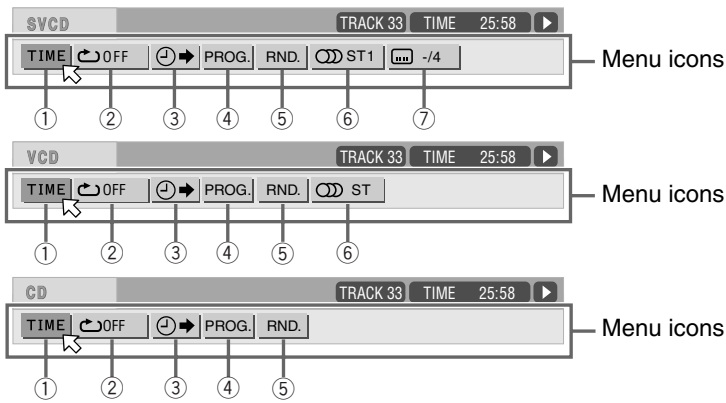 SVCD TRACK 33 TIME 25:58
TIME OFF PROG. RND. ST1 -/4 Menu icons
① ② ③ ④ ⑤ ⑥ ⑦
VCD TRACK 33 TIME 25:58
TIME OFF PROG. RND. ST Menu icons
① ② ③ ④ ⑤ ⑥
CD TRACK 33 TIME 25:58
TIME OFF PROG. RND. Menu icons
① ② ③ ④ ⑤